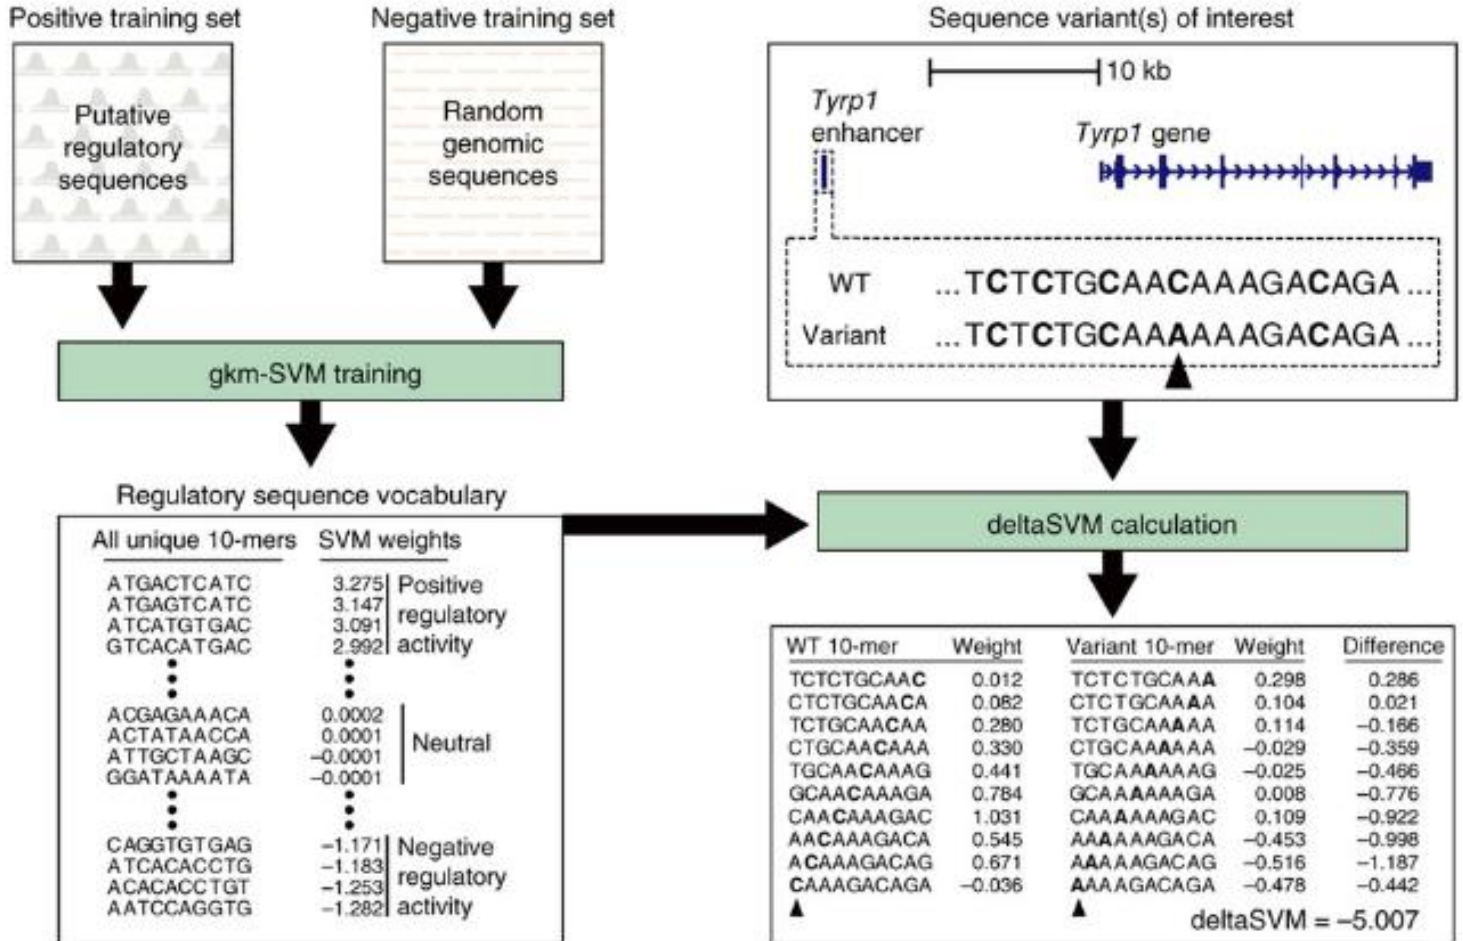 Positive training set
Negative training set
Putative
regulatory
sequences
Random
genomic
sequences
gkm-SVM training
Regulatory sequence vocabulary
All unique 10-mers SVM weights
ATGACTCATC 3.275
ATGAGTCATC 3.147
ATCATGTGAC 3.091
GTCACATGAC 2.992
Positive
regulatory
activity
ACGAGAAACA 0.0002
ACTATAACCA 0.0001
ATTGCTAAGC –0.0001
GGATAAAATA –0.0001
Neutral
CAGGTGTGAG –1.171
ATCACACCTG –1.183
ACACACCTGT –1.253
AATCCAGGTG –1.282
Negative
regulatory
activity
Sequence variant(s) of interest
10 kb
Tyrp1
enhancer
Tyrp1 gene
WT ...TCTCTGCAACAAAGACAGA...
Variant ...TCTCTGCAAAAAAGACAGA...
deltaSVM calculation
WT 10-mer Weight Variant 10-mer Weight Difference
TCTCTGCAAC 0.012 TCTCTGCAAA 0.298 0.286
CTCTGCAACA 0.082 CTCTGCAAAA 0.104 0.021
TCTGCAACAA 0.280 TCTGCAAAAA 0.114 –0.166
CTGCAACAAA 0.330 CTGCAAAAAA –0.029 –0.359
TGCAACAAAG 0.441 TGCAAAAAAG –0.025 –0.466
GCAACAAAGA 0.784 GCAAAAAAGA 0.008 –0.776
CAACAAAGAC 1.031 CAAAAAAGAC 0.109 –0.922
AACAAAGACA 0.545 AAAAAAGACA –0.453 –0.998
ACAAAGACAG 0.671 AAAAAGACAG –0.516 –1.187
CAAAGACAGA –0.036 AAAAGACAGA –0.478 –0.442
deltaSVM = –5.007